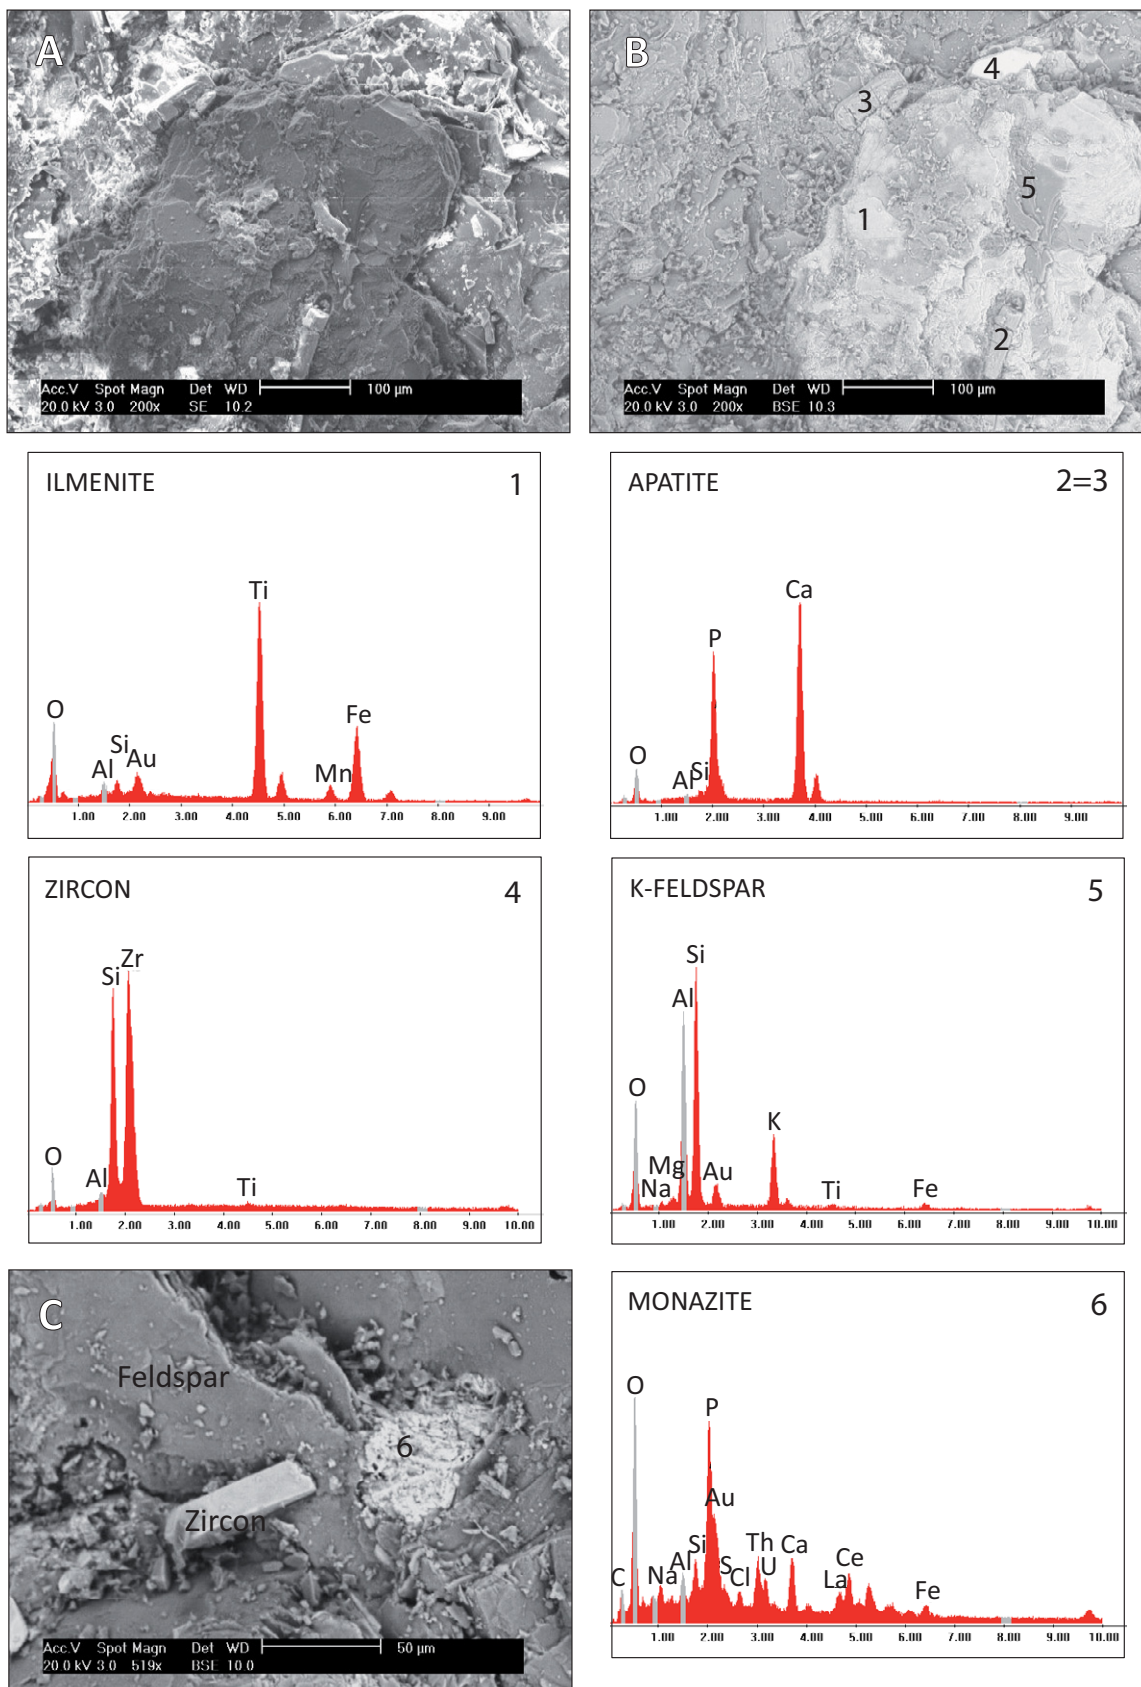 A
Acc.V Spot Magn Det WD 100 µm
20.0 kV 3.0 200x SE 10.2
B
4
3
5
1
2
Acc.V Spot Magn Det WD 100 µm
20.0 kV 3.0 200x BSE 10.3
ILMENITE 1
Ti
O
Fe
Si
Al
Au
Mn
1.00 2.00 3.00 4.00 5.00 6.00 7.00 8.00 9.00
APATITE 2=3
Ca
P
O
Al
Si
1.00 2.00 3.00 4.00 5.00 6.00 7.00 8.00 9.00
ZIRCON 4
Zr
Si
O
Al
Ti
1.00 2.00 3.00 4.00 5.00 6.00 7.00 8.00 9.00 10.00
K-FELDSPAR 5
Si
Al
O
K
Mg
Na
Au
Ti
Fe
1.00 2.00 3.00 4.00 5.00 6.00 7.00 8.00 9.00 10.00
C
Feldspar
6
Zircon
Acc.V Spot Magn Det WD 50 µm
20.0 kV 3.0 519x BSE 10.0
MONAZITE 6
O
P
Au
Th
Si
Ca
Ce
Al
S
U
C
Na
Cl
La
Fe
1.00 2.00 3.00 4.00 5.00 6.00 7.00 8.00 9.00 10.00